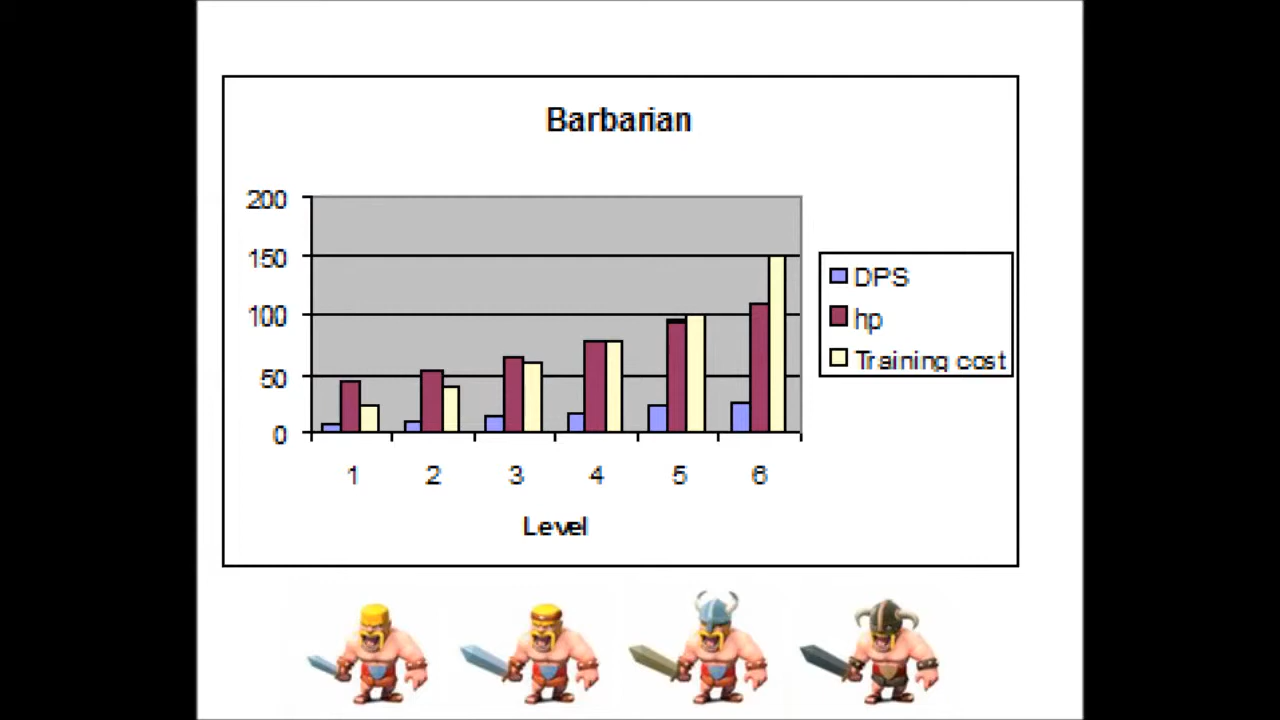 Barbarian
200
150
100
50
0
DPS
hp
Training cost
1 2 3 4 5 6
Level